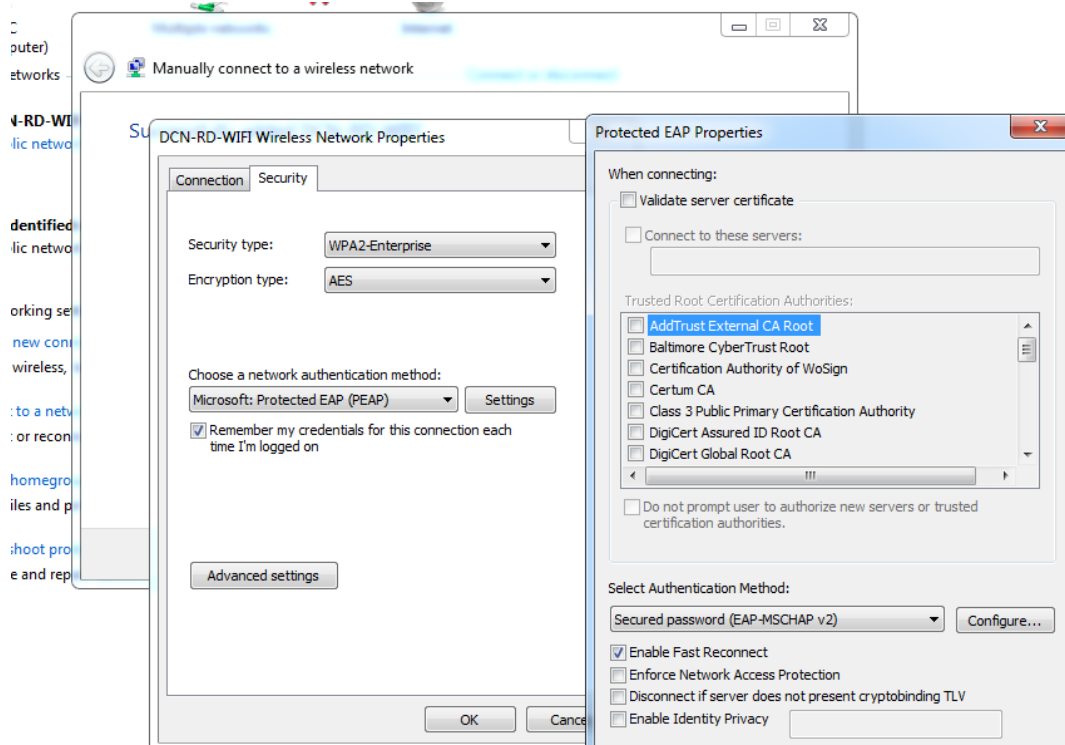 C
puter)
etworks
Multiple networks
Internet
Manually connect to a wireless network
Connect or disconnect
N-RD-WI
lic netwo
Su
dentified
lic netwo
orking se
new conn
wireless,
to a netw
or recon
homegro
iles and p
shoot pro
e and rep
DCN-RD-WIFI Wireless Network Properties
Connection Security
Security type: WPA2-Enterprise
Encryption type: AES
Choose a network authentication method:
Microsoft: Protected EAP (PEAP) Settings
Remember my credentials for this connection each
time I'm logged on
Advanced settings
OK Cance
Protected EAP Properties
When connecting:
Validate server certificate
Connect to these servers:
Trusted Root Certification Authorities:
AddTrust External CA Root
Baltimore CyberTrust Root
Certification Authority of WoSign
Certum CA
Class 3 Public Primary Certification Authority
DigiCert Assured ID Root CA
DigiCert Global Root CA
Do not prompt user to authorize new servers or trusted
certification authorities.
Select Authentication Method:
Secured password (EAP-MSCHAP v2) Configure...
Enable Fast Reconnect
Enforce Network Access Protection
Disconnect if server does not present cryptobinding TLV
Enable Identity Privacy